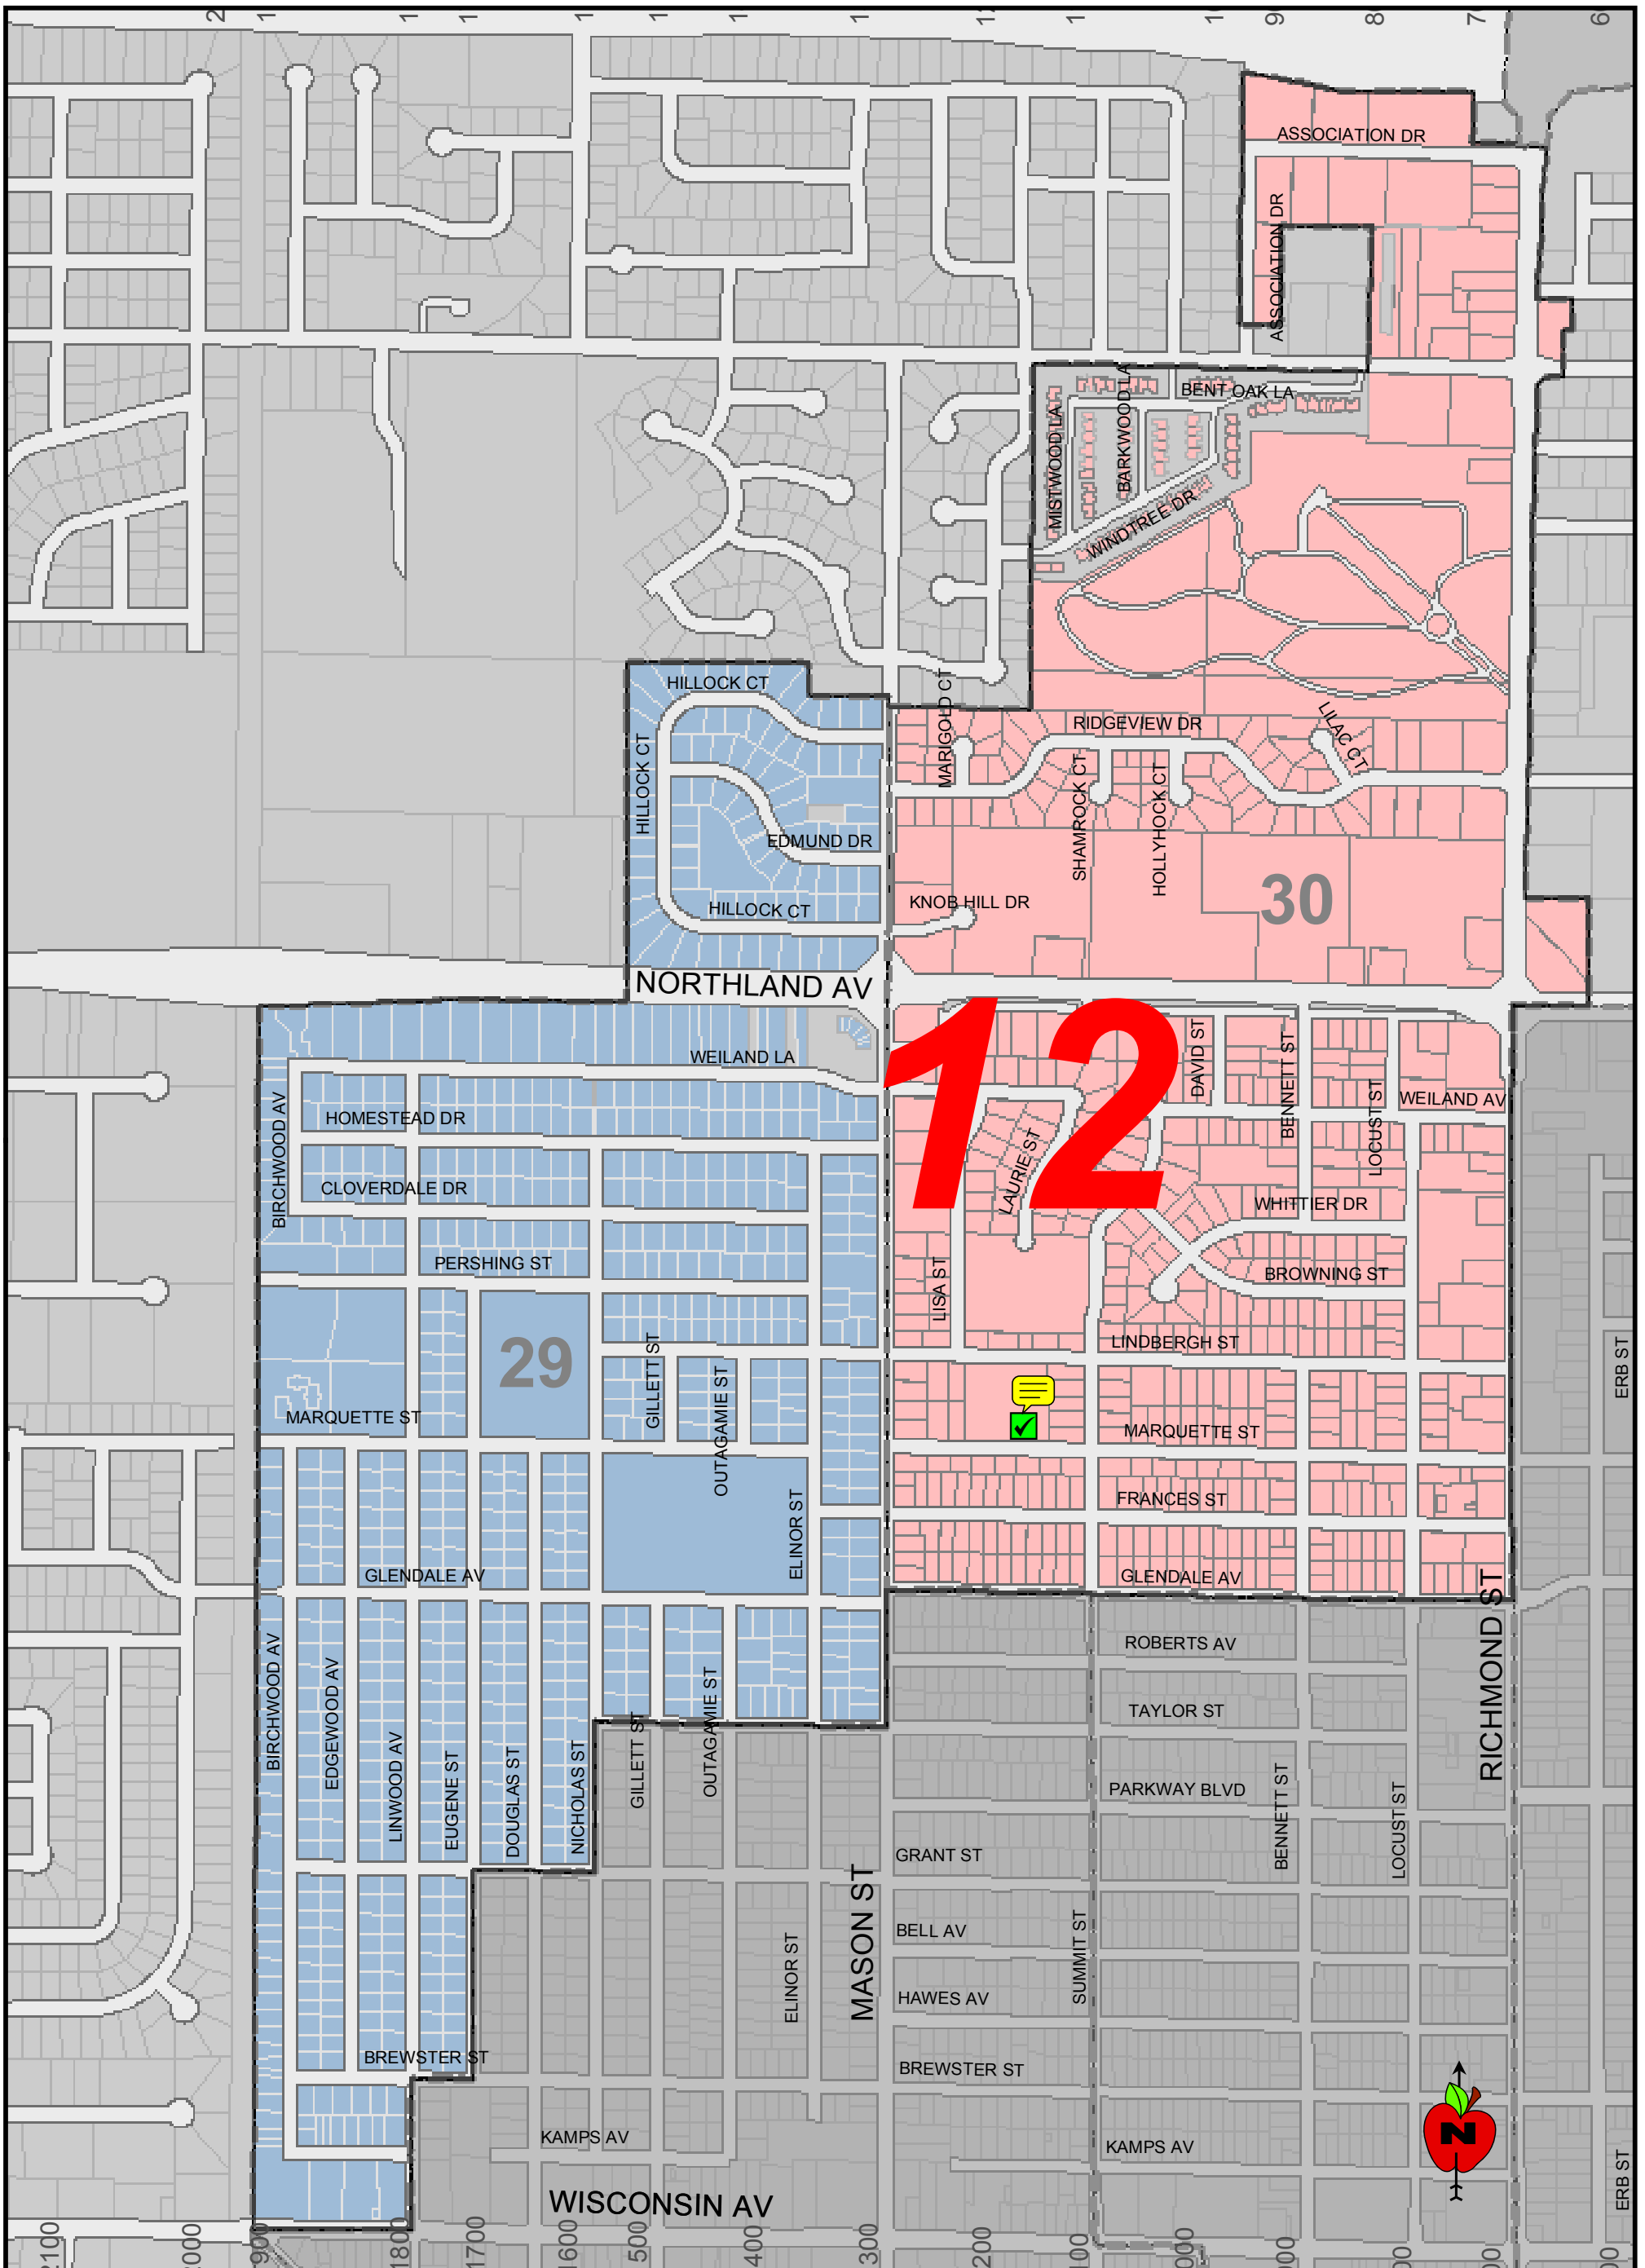 ASSOCIATION DR
ASSOCIATION DR
BENT OAK LA
MISTWOOD LA
BARKWOOD LA
WINDTREE DR
HILLOCK CT
HILLOCK CT
EDMUND DR
HILLOCK CT
MARIGOLD CT
RIDGEVIEW DR
LILAC CT
SHAMROCK CT
HOLLYHOCK CT
KNOB HILL DR
30
NORTHLAND AV
12
WEILAND LA
DAVID ST
BENNETT ST
LOCUST ST
WEILAND AV
BIRCHWOOD AV
HOMESTEAD DR
CLOVERDALE DR
LAURIE ST
WHITTIER DR
PERSHING ST
LISA ST
BROWNING ST
29
GILLETT ST
LINDBERGH ST
ERB ST
OUTAGAMIE ST
MARQUETTE ST
MARQUETTE ST
FRANCES ST
ELINOR ST
GLENDALE AV
GLENDALE AV
RICHMOND ST
BIRCHWOOD AV
EDGEWOOD AV
LINWOOD AV
EUGENE ST
DOUGLAS ST
NICHOLAS ST
GILLETT ST
OUTAGAMIE ST
ROBERTS AV
TAYLOR ST
PARKWAY BLVD
BENNETT ST
LOCUST ST
GRANT ST
MASON ST
BELL AV
ELINOR ST
SUMMIT ST
HAWES AV
BREWSTER ST
BREWSTER ST
N
KAMPS AV
KAMPS AV
WISCONSIN AV
ERB ST
1800
1700